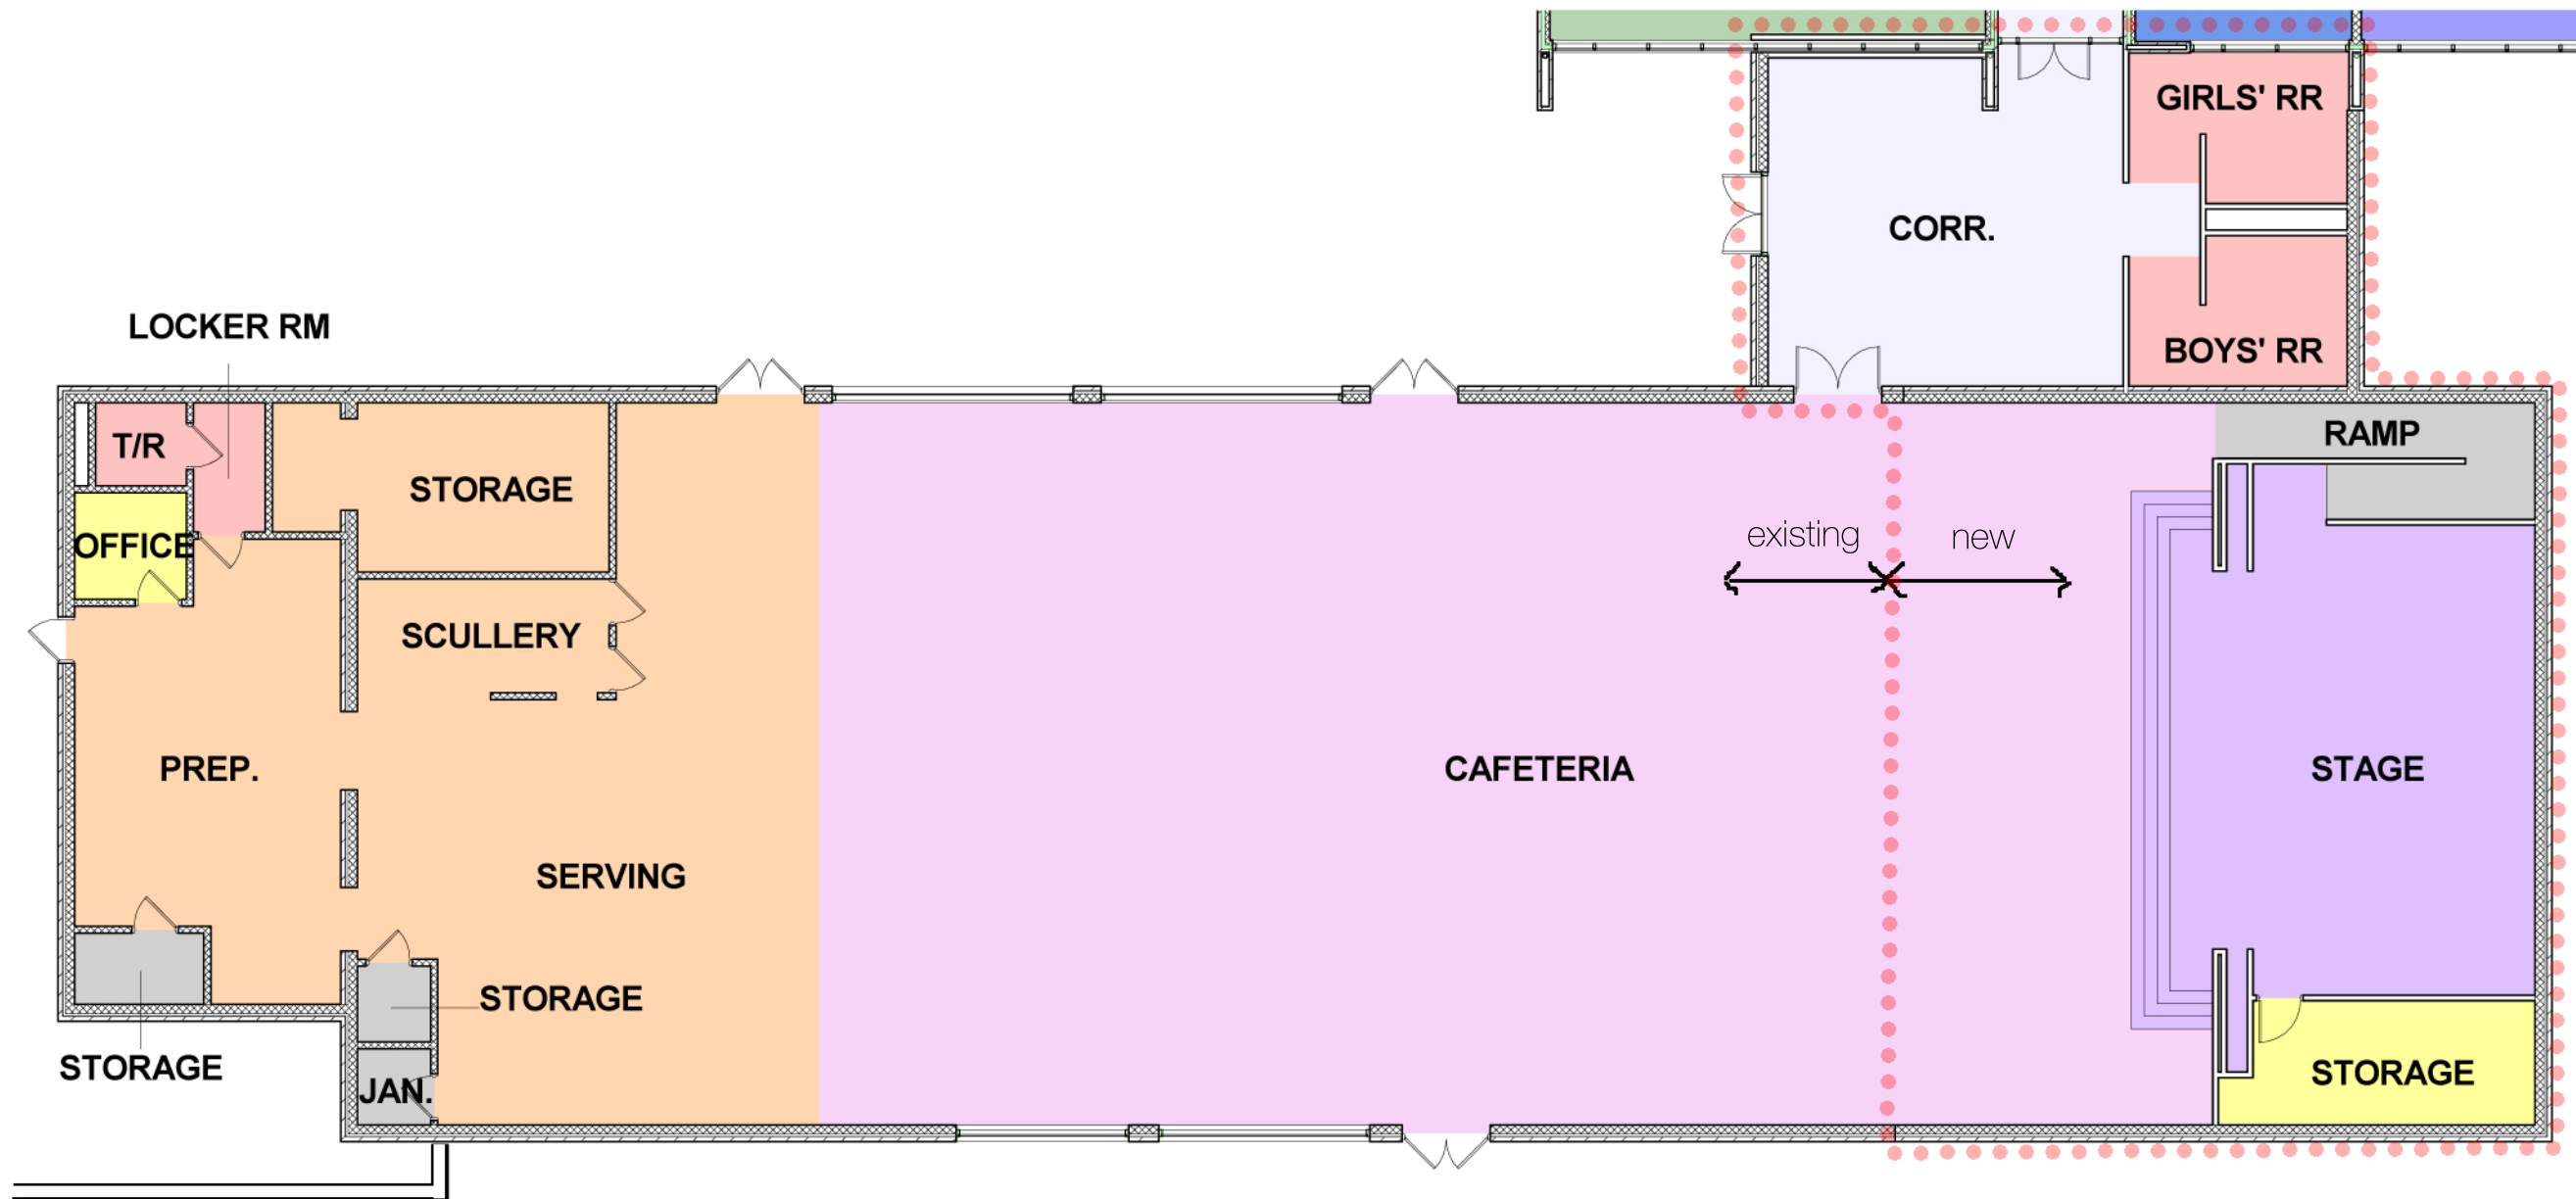 GIRLS' RR
CORR.
BOYS' RR
LOCKER RM
T/R
STORAGE
RAMP
OFFICE
existing
new
SCULLERY
PREP.
CAFETERIA
STAGE
SERVING
STORAGE
STORAGE
JAN.
STORAGE